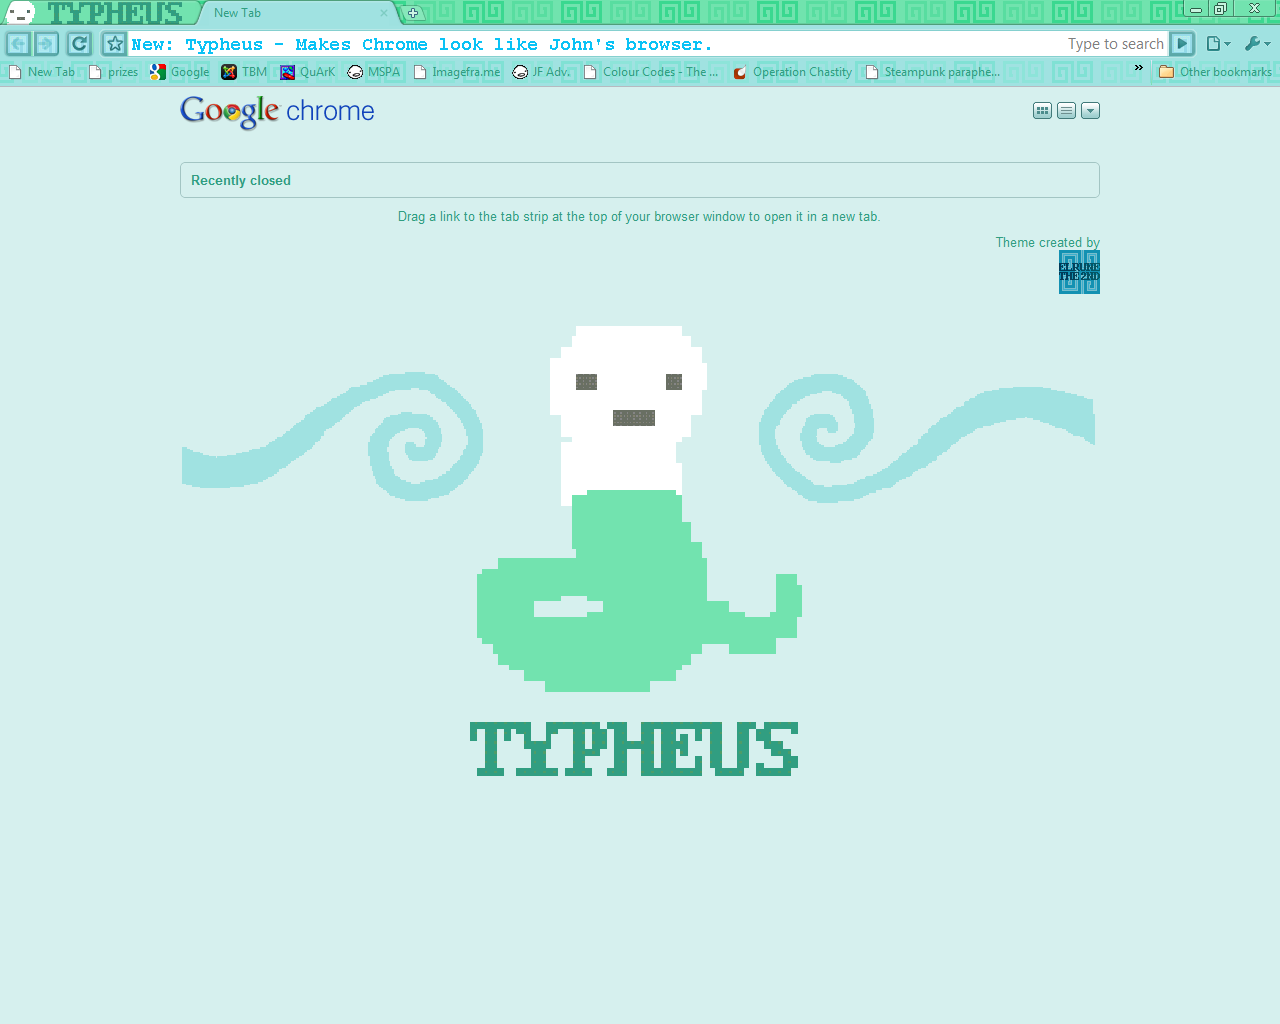 TYPHEUS
New Tab
New: Typheus - Makes Chrome look like John's browser.
Type to search
New Tab prizes Google TBM QuArK MSPA Imagefra.me JF Adv. Colour Codes - The ... Operation Chastity Steampunk paraphe... » Other bookmarks
Google chrome
Recently closed
Drag a link to the tab strip at the top of your browser window to open it in a new tab.
Theme created by
ELRUNE
THE 2ND
TYPHEUS